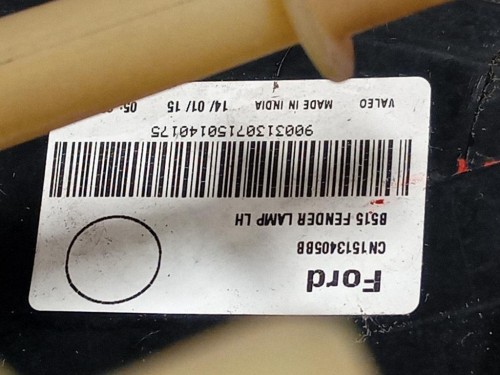 Ford
CN1513405BB
B515 FENDER LAMP LH
90031307150140175
VALEO MADE IN INDIA 14/ 01/ 15 05: